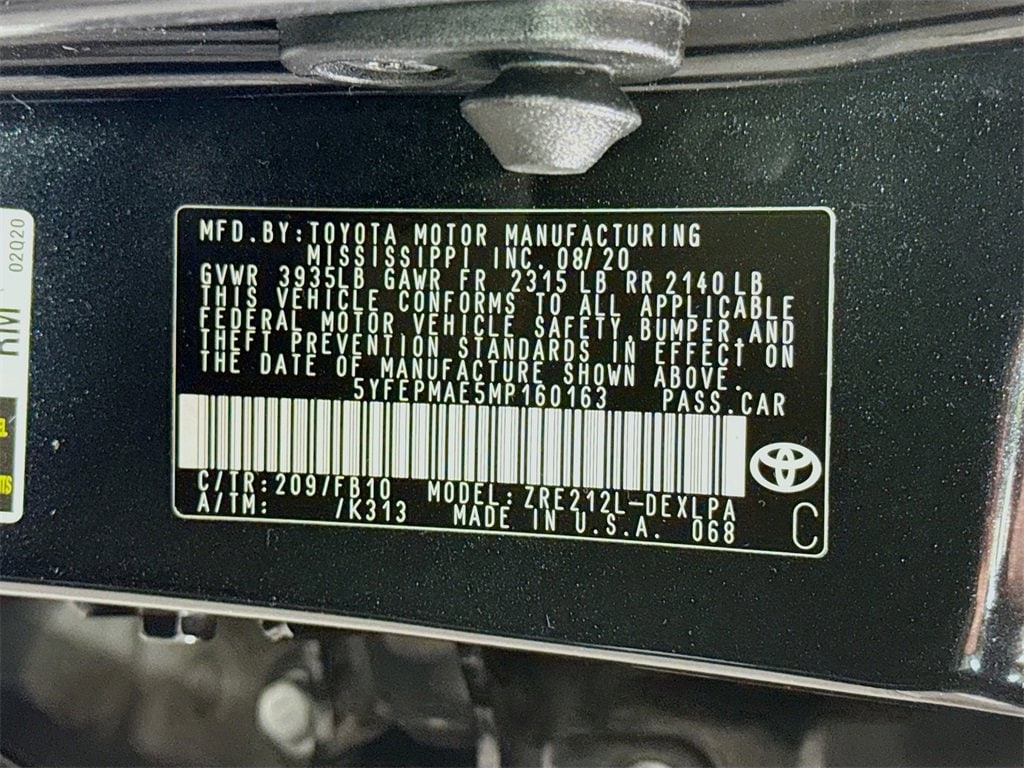 02Q20
MFD.BY:TOYOTA MOTOR MANUFACTURING
MISSISSIPPI INC. 08/20
GVWR 3935LB GAWR FR 2315 LB RR 2140 LB
THIS VEHICLE CONFORMS TO ALL APPLICABLE
FEDERAL MOTOR VEHICLE SAFETY,BUMPER,AND
THEFT PREVENTION STANDARDS IN EFFECT ON
THE DATE OF MANUFACTURE SHOWN ABOVE.
5YFEPMAE5MP160163 PASS.CAR
C/TR:209/FB10 MODEL:ZRE212L-DEXLPA
A/TM: /K313 MADE IN U.S.A. 068
C